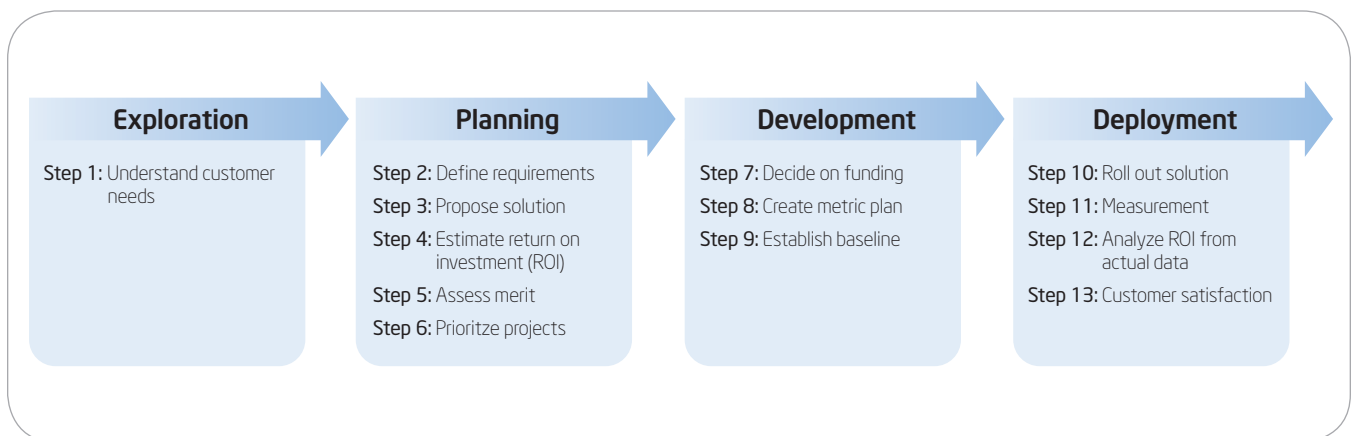 Exploration
Step 1: Understand customer
needs
Planning
Step 2: Define requirements
Step 3: Propose solution
Step 4: Estimate return on
investment (ROI)
Step 5: Assess merit
Step 6: Prioritze projects
Development
Step 7: Decide on funding
Step 8: Create metric plan
Step 9: Establish baseline
Deployment
Step 10: Roll out solution
Step 11: Measurement
Step 12: Analyze ROI from
actual data
Step 13: Customer satisfaction